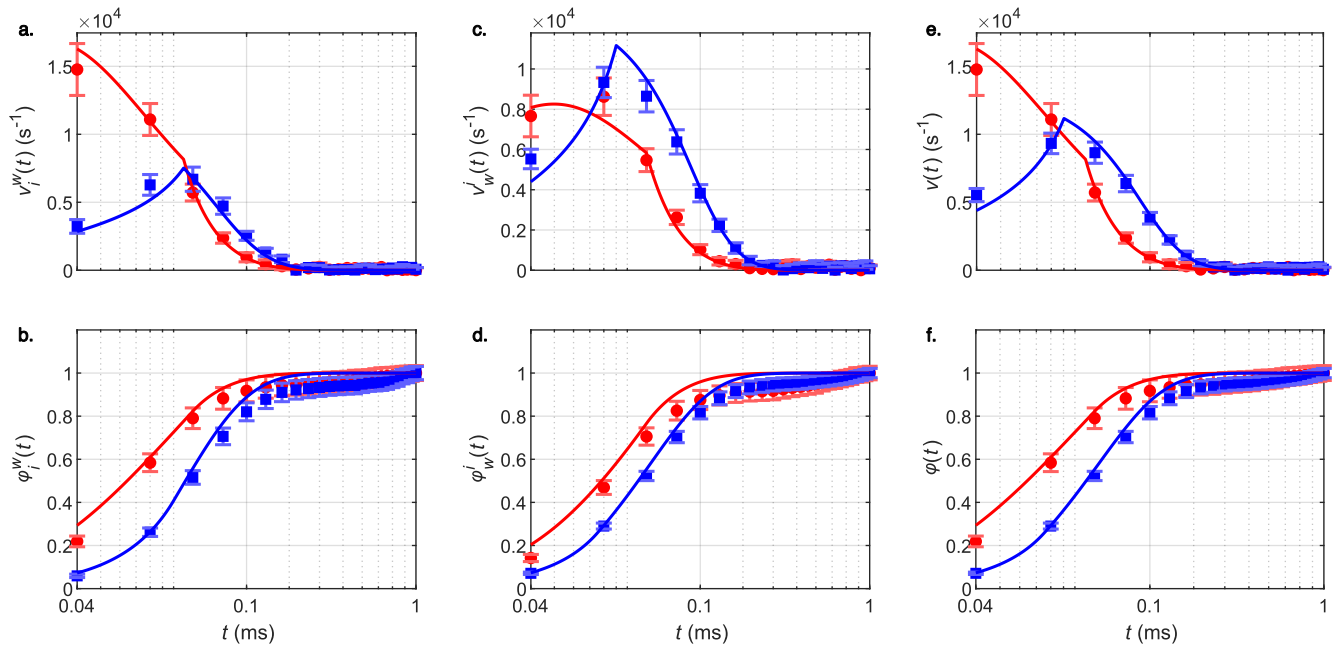 a. ×10⁴ c. ×10⁴ e. ×10⁴
1.5 1 0.5 0
v_i^w(t) (s⁻¹)
1 0.8 0.6 0.4 0.2 0
v_w^i(t) (s⁻¹)
1.5 1 0.5 0
v(t) (s⁻¹)
b. d. f.
1 0.8 0.6 0.4 0.2 0
φ_i^w(t)
1 0.8 0.6 0.4 0.2 0
φ_w^i(t)
1 0.8 0.6 0.4 0.2 0
φ(t)
0.04 0.1 1 0.04 0.1 1 0.04 0.1 1
t (ms) t (ms) t (ms)